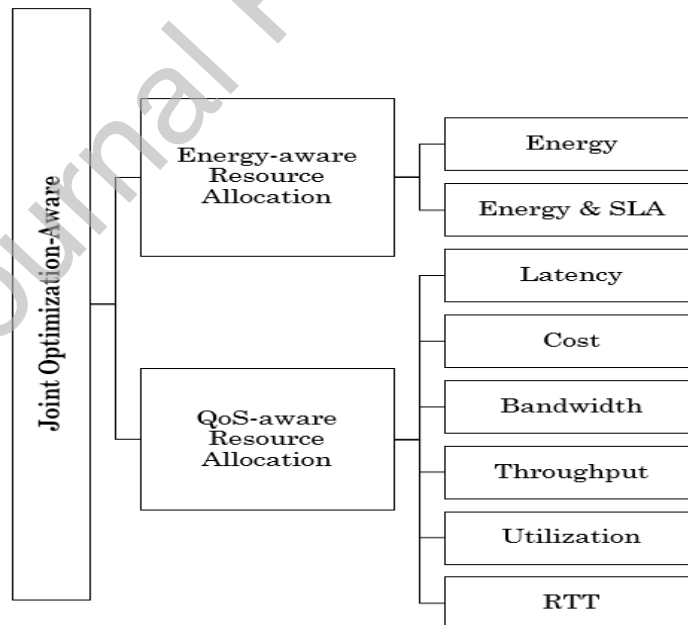 Joint Optimization-Aware
Energy-aware
Resource
Allocation
QoS-aware
Resource
Allocation
Energy
Energy & SLA
Latency
Cost
Bandwidth
Throughput
Utilization
RTT
Journal